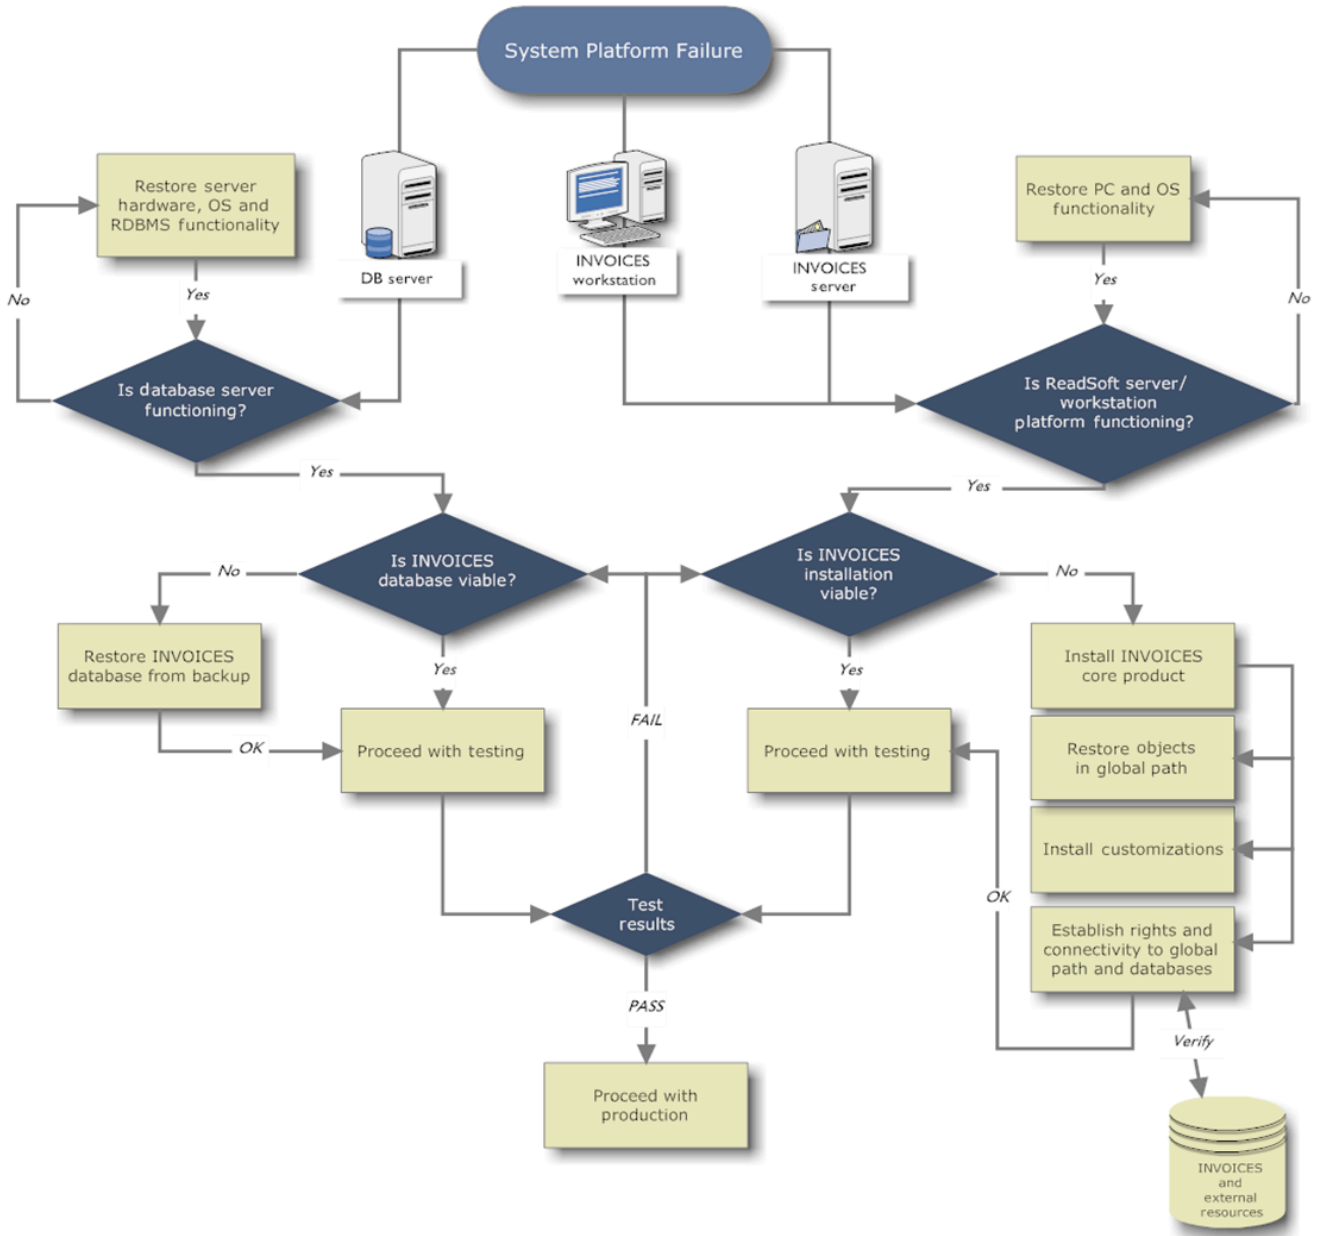 System Platform Failure
Restore server
hardware, OS and
RDBMS functionality
Restore PC and OS
functionality
DB server
INVOICES
workstation
INVOICES
server
No
Yes
Yes
No
Is database server
functioning?
Is ReadSoft server/
workstation
platform functioning?
Yes
Yes
Is INVOICES
database viable?
Is INVOICES
installation
viable?
No
No
Restore INVOICES
database from backup
Yes
Yes
Install INVOICES
core product
FAIL
OK
Proceed with testing
Proceed with testing
Restore objects
in global path
Install customizations
OK
Test
results
Establish rights and
connectivity to global
path and databases
PASS
Verify
Proceed with
production
INVOICES
and
external
resources